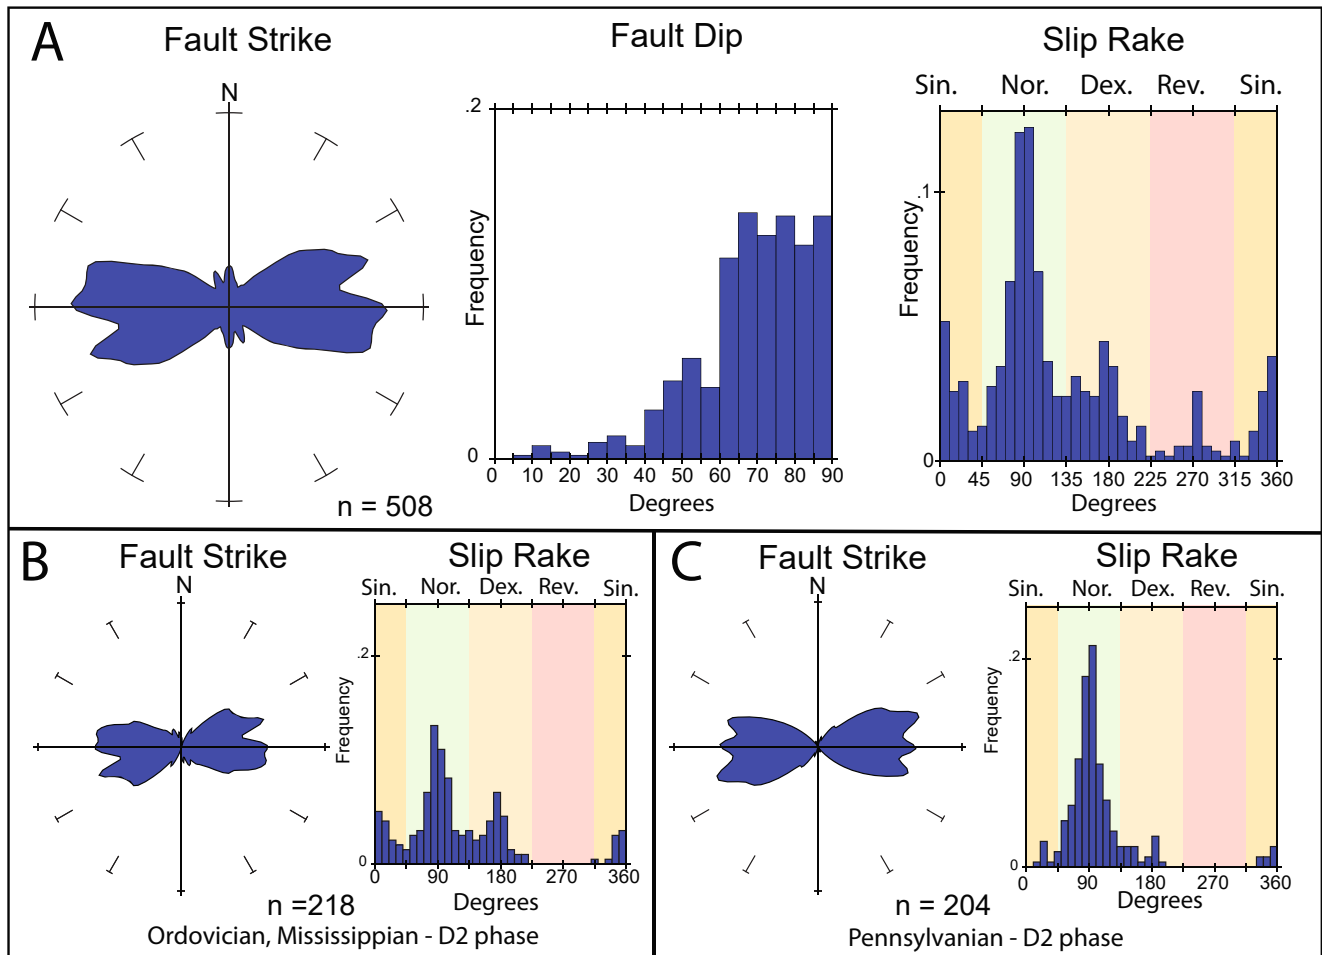 A
Fault Strike
Fault Dip
Slip Rake
Sin. Nor. Dex. Rev. Sin.
N
.2
Frequency
0
0 10 20 30 40 50 60 70 80 90
Degrees
.1
Frequency
0
0 45 90 135 180 225 270 315 360
Degrees
n = 508
B
Fault Strike
Slip Rake
Sin. Nor. Dex. Rev. Sin.
N
.2
Frequency
0
0 90 180 270 360
Degrees
n =218
Ordovician, Mississippian - D2 phase
C
Fault Strike
Slip Rake
Sin. Nor. Dex. Rev. Sin.
N
.2
Frequency
0
0 90 180 270 360
Degrees
n = 204
Pennsylvanian - D2 phase